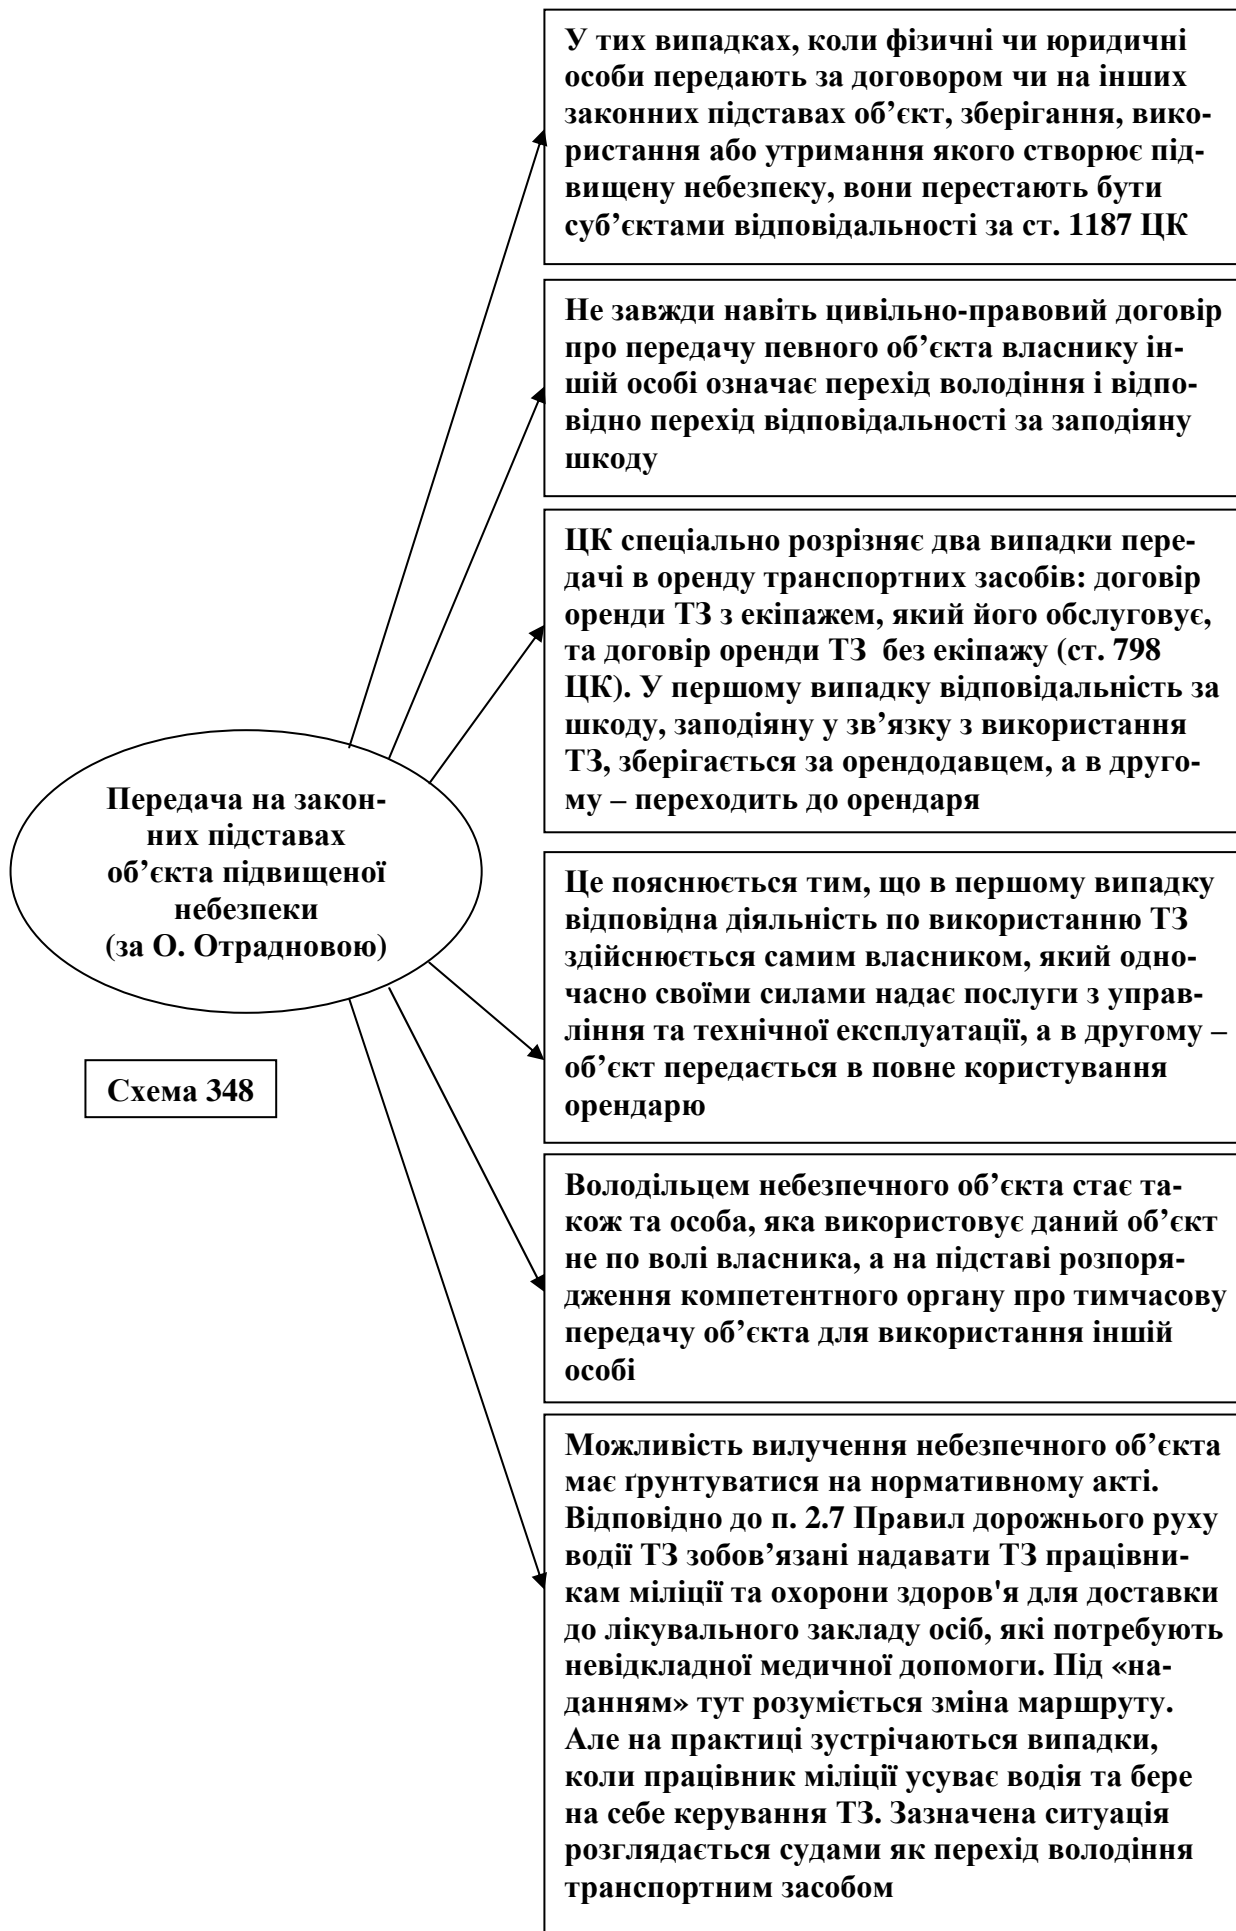 У тих випадках, коли фізичні чи юридичні
особи передають за договором чи на інших
законних підставах об’єкт, зберігання, вико-
ристання або утримання якого створює під-
вищену небезпеку, вони перестають бути
суб’єктами відповідальності за ст. 1187 ЦК
Не завжди навіть цивільно-правовий договір
про передачу певного об’єкта власнику ін-
шій особі означає перехід володіння і відпо-
відно перехід відповідальності за заподіяну
шкоду
ЦК спеціально розрізняє два випадки пере-
дачі в оренду транспортних засобів: договір
оренди ТЗ з екіпажем, який його обслуговує,
та договір оренди ТЗ без екіпажу (ст. 798
ЦК). У першому випадку відповідальність за
шкоду, заподіяну у зв’язку з використання
ТЗ, зберігається за орендодавцем, а в друго-
му – переходить до орендаря
Передача на закон-
них підставах
об’єкта підвищеної
небезпеки
(за О. Отрадновою)
Це пояснюється тим, що в першому випадку
відповідна діяльність по використанню ТЗ
здійснюється самим власником, який одно-
часно своїми силами надає послуги з управ-
ління та технічної експлуатації, а в другому –
об’єкт передається в повне користування
орендарю
Схема 348
Володільцем небезпечного об’єкта стає та-
кож та особа, яка використовує даний об’єкт
не по волі власника, а на підставі розпоря-
дження компетентного органу про тимчасову
передачу об’єкта для використання іншій
особі
Можливість вилучення небезпечного об’єкта
має ґрунтуватися на нормативному акті.
Відповідно до п. 2.7 Правил дорожнього руху
водії ТЗ зобов’язані надавати ТЗ працівни-
кам міліції та охорони здоров'я для доставки
до лікувального закладу осіб, які потребують
невідкладної медичної допомоги. Під «на-
данням» тут розуміється зміна маршруту.
Але на практиці зустрічаються випадки,
коли працівник міліції усуває водія та бере
на себе керування ТЗ. Зазначена ситуація
розглядається судами як перехід володіння
транспортним засобом